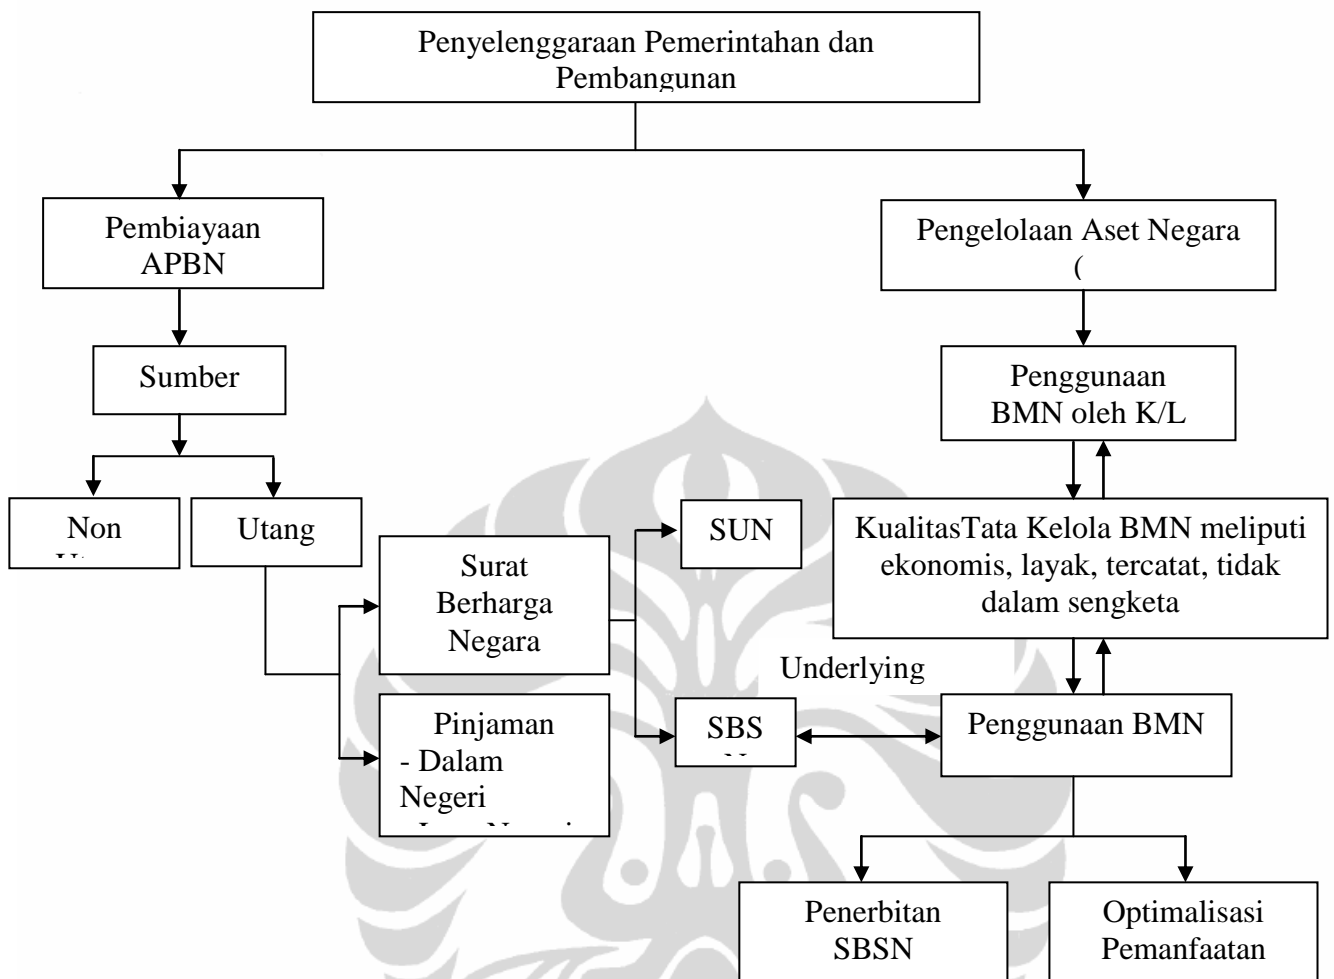 Penyelenggaraan Pemerintahan dan
Pembangunan
Pembiayaan
APBN
Pengelolaan Aset Negara
(
Sumber
Penggunaan
BMN oleh K/L
Non
Utang
SUN
KualitasTata Kelola BMN meliputi
ekonomis, layak, tercatat, tidak
dalam sengketa
Surat
Berharga
Negara
Underlying
Pinjaman
- Dalam
Negeri
SBS
Penggunaan BMN
Penerbitan
SBSN
Optimalisasi
Pemanfaatan